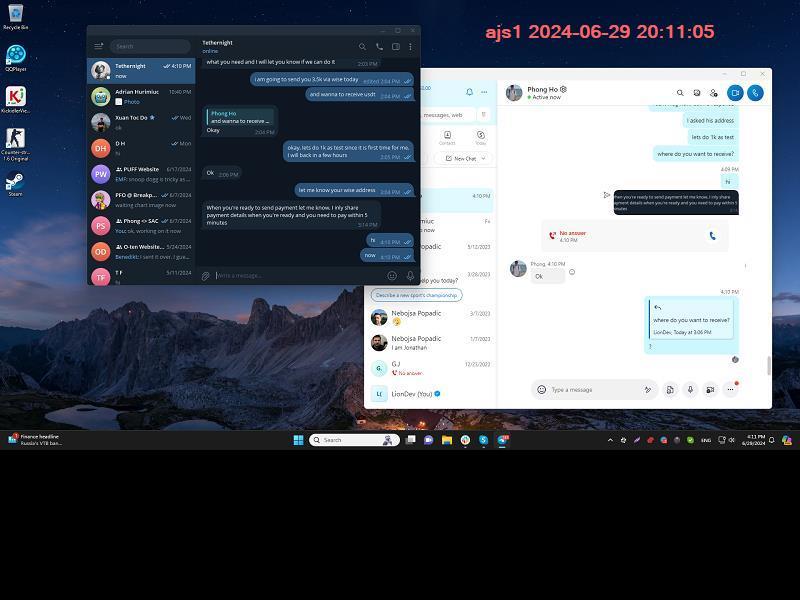 ajs1 2024-06-29 20:11:05
Recycle Bin
QQPlayer
Counter-str...
1.6 Original
Steam
Search
Tethernight
4:10 PM
now
Adrian Hurimiuc
10:40 PM
Photo
Xuan Toc Do
Wed
ok
D H
Mon
hi
PUFF Website
6/17/2024
EMF: snoop dogg is tricky as...
PFO @ Breakp...
6/7/2024
waiting chart image now
Phong <> SAC
6/7/2024
You: ok, working on it now
O-ten Website...
5/24/2024
Benedikt: I sent it over. I gue...
T F
5/11/2024
hi
Tethernight
online
what you need and I will let you know if we can do it
2:03 PM
i am going to send you 3.5k via wise today
edited 2:04 PM
and wanna to receive usdt
2:04 PM
Phong Ho
and wanna to receive ...
Okay
2:04 PM
okay, lets do 1k as test since it is first time for me.
I will back in a few hours
2:05 PM
Ok 2:06 PM
let me know your wise address
3:04 PM
When you're ready to send payment let me know. I inly share
payment details when you're ready and you need to pay within 5
minutes
3:14 PM
hi 4:10 PM
now 4:10 PM
Write a message...
, messages, web
Contacts
Today
New Chat
4:10 PM
Fri
5/12/2023
3/28/2023
help you today?
Describe a new sport's championship
Nebojsa Popadic
3/7/2023
Nebojsa Popadic
1/7/2023
I am Jonathan
G.
GJ
12/23/2022
No answer
L(
LionDev (You)
Phong Ho
Active now
I asked his address
lets do 1k as test
where do you want to receive?
4:09 PM
hi
When you're ready to send payment let me know. I inly share
payment details when you're ready and you need to pay within 5
minutes
No answer
4:10 PM
Phong, 4:10 PM
Ok
4:10 PM
where do you want to receive?
LionDev, Today at 3:06 PM
?
Type a message
Finance headline
Russia's VTB ban...
Search
ENG
4:11 PM
6/29/2024